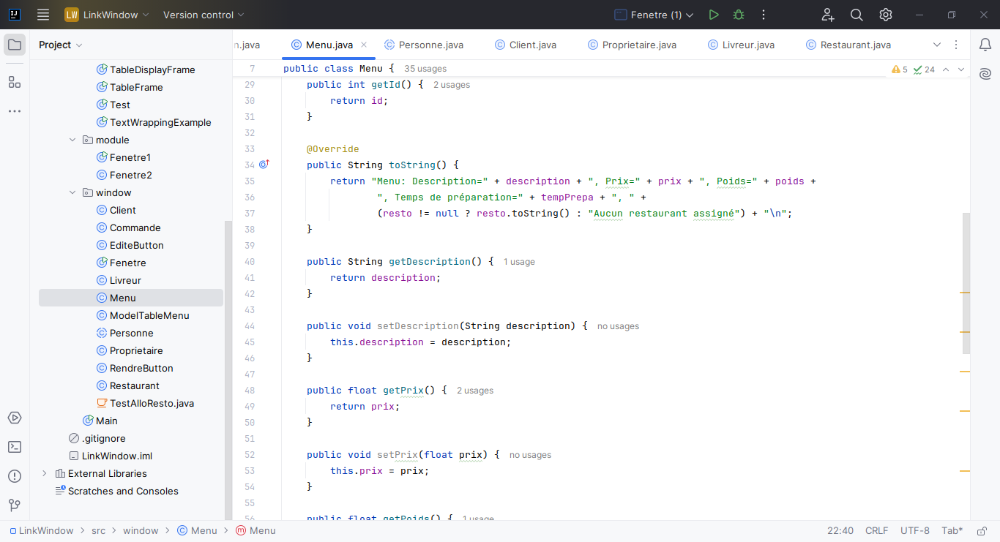 LW LinkWindow Version control Fenetre (1)
Project
n.java Menu.java Personne.java Client.java Proprietaire.java Livreur.java Restaurant.java
TableDisplayFrame
TableFrame
Test
TextWrappingExample
module
Fenetre1
Fenetre2
window
Client
Commande
EditeButton
Fenetre
Livreur
Menu
ModelTableMenu
Personne
Proprietaire
RendreButton
Restaurant
TestAlloResto.java
Main
.gitignore
LinkWindow.iml
External Libraries
Scratches and Consoles
7 public class Menu { 35 usages
5 24
29 public int getId() { 2 usages
30 return id;
31 }
32
33 @Override
34 public String toString() {
35 return "Menu: Description=" + description + ", Prix=" + prix + ", Poids=" + poids +
36 ", Temps de préparation=" + tempPrepa + ", " +
37 (resto != null ? resto.toString() : "Aucun restaurant assigné") + "\n";
38 }
39
40 public String getDescription() { 1 usage
41 return description;
42 }
43
44 public void setDescription(String description) { no usages
45 this.description = description;
46 }
47
48 public float getPrix() { 2 usages
49 return prix;
50 }
51
52 public void setPrix(float prix) { no usages
53 this.prix = prix;
54 }
55
56 public float getPoids() { 1 usage
LinkWindow > src > window > Menu > Menu
22:40 CRLF UTF-8 Tab*